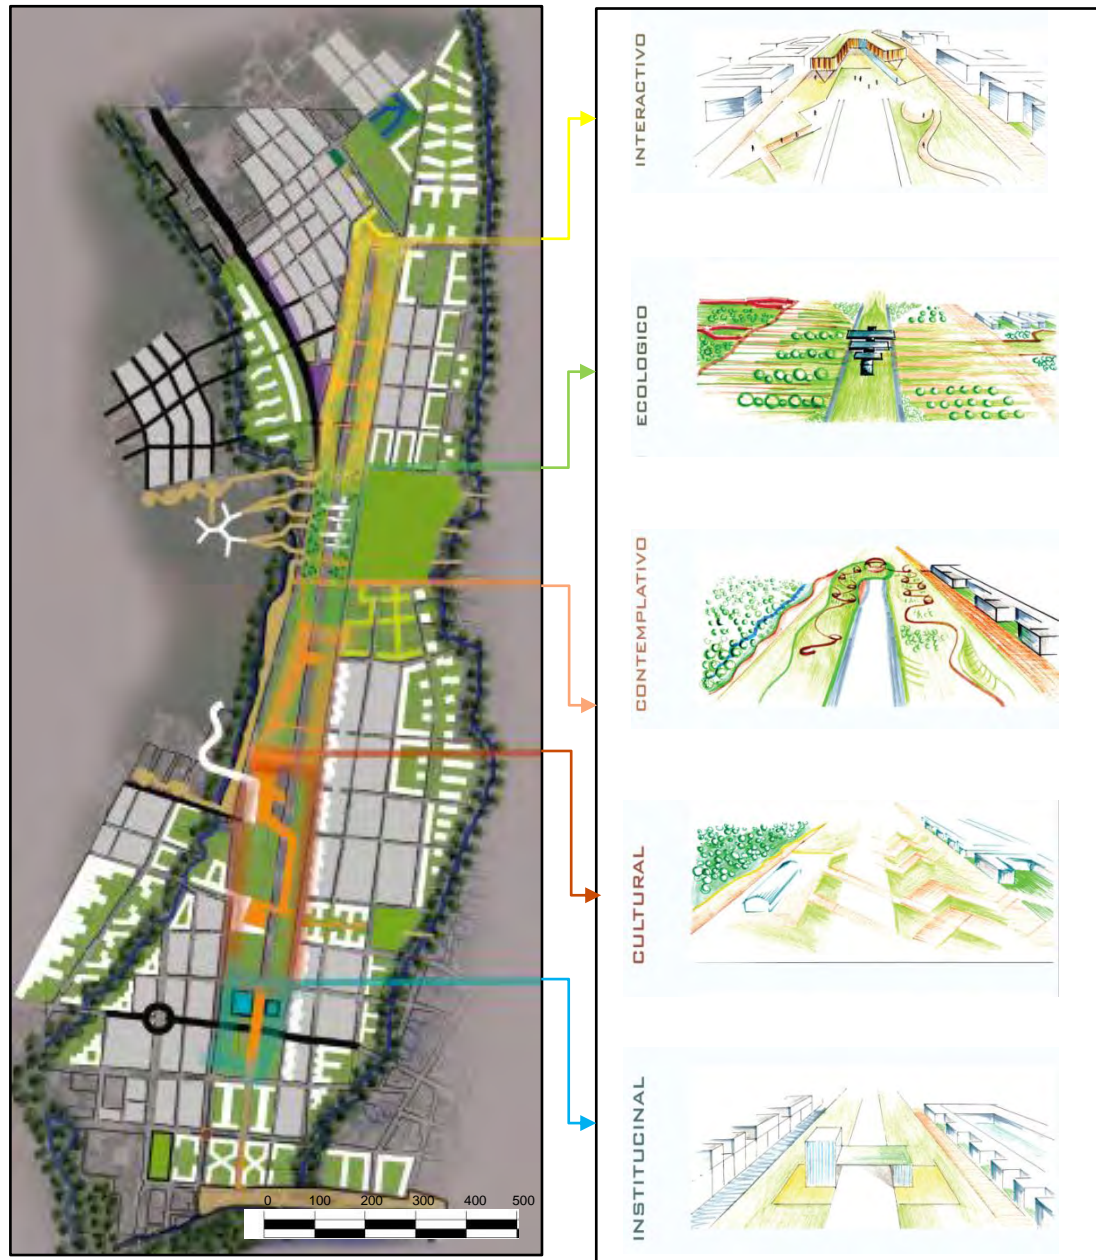 INTERACTIVO
ECOLOGICO
CONTEMPLATIVO
CULTURAL
INSTITUCINAL
0 100 200 300 400 500